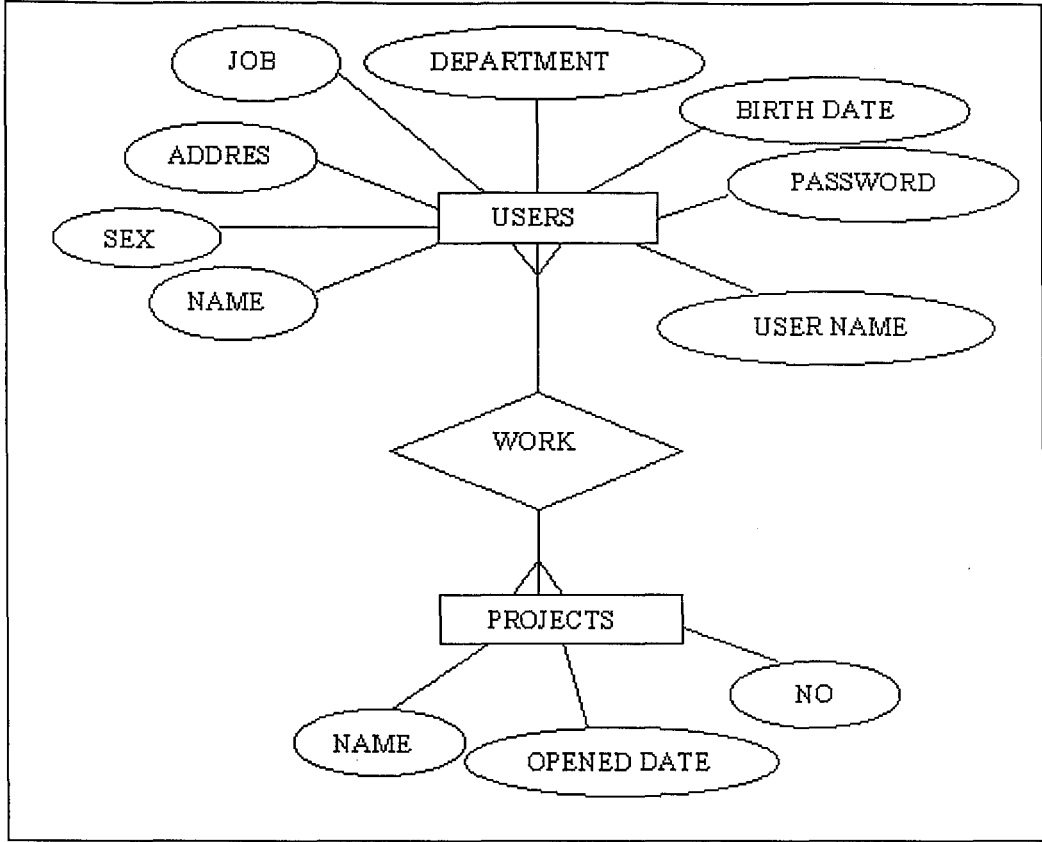 JOB
DEPARTMENT
BIRTH DATE
ADDRES
PASSWORD
USERS
SEX
NAME
USER NAME
WORK
PROJECTS
NO
NAME
OPENED DATE